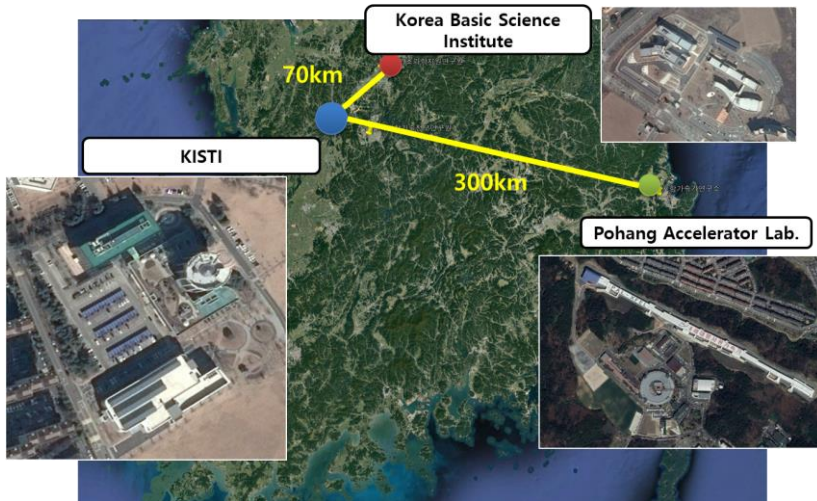 Korea Basic Science
Institute
70km
KISTI
300km
Pohang Accelerator Lab.